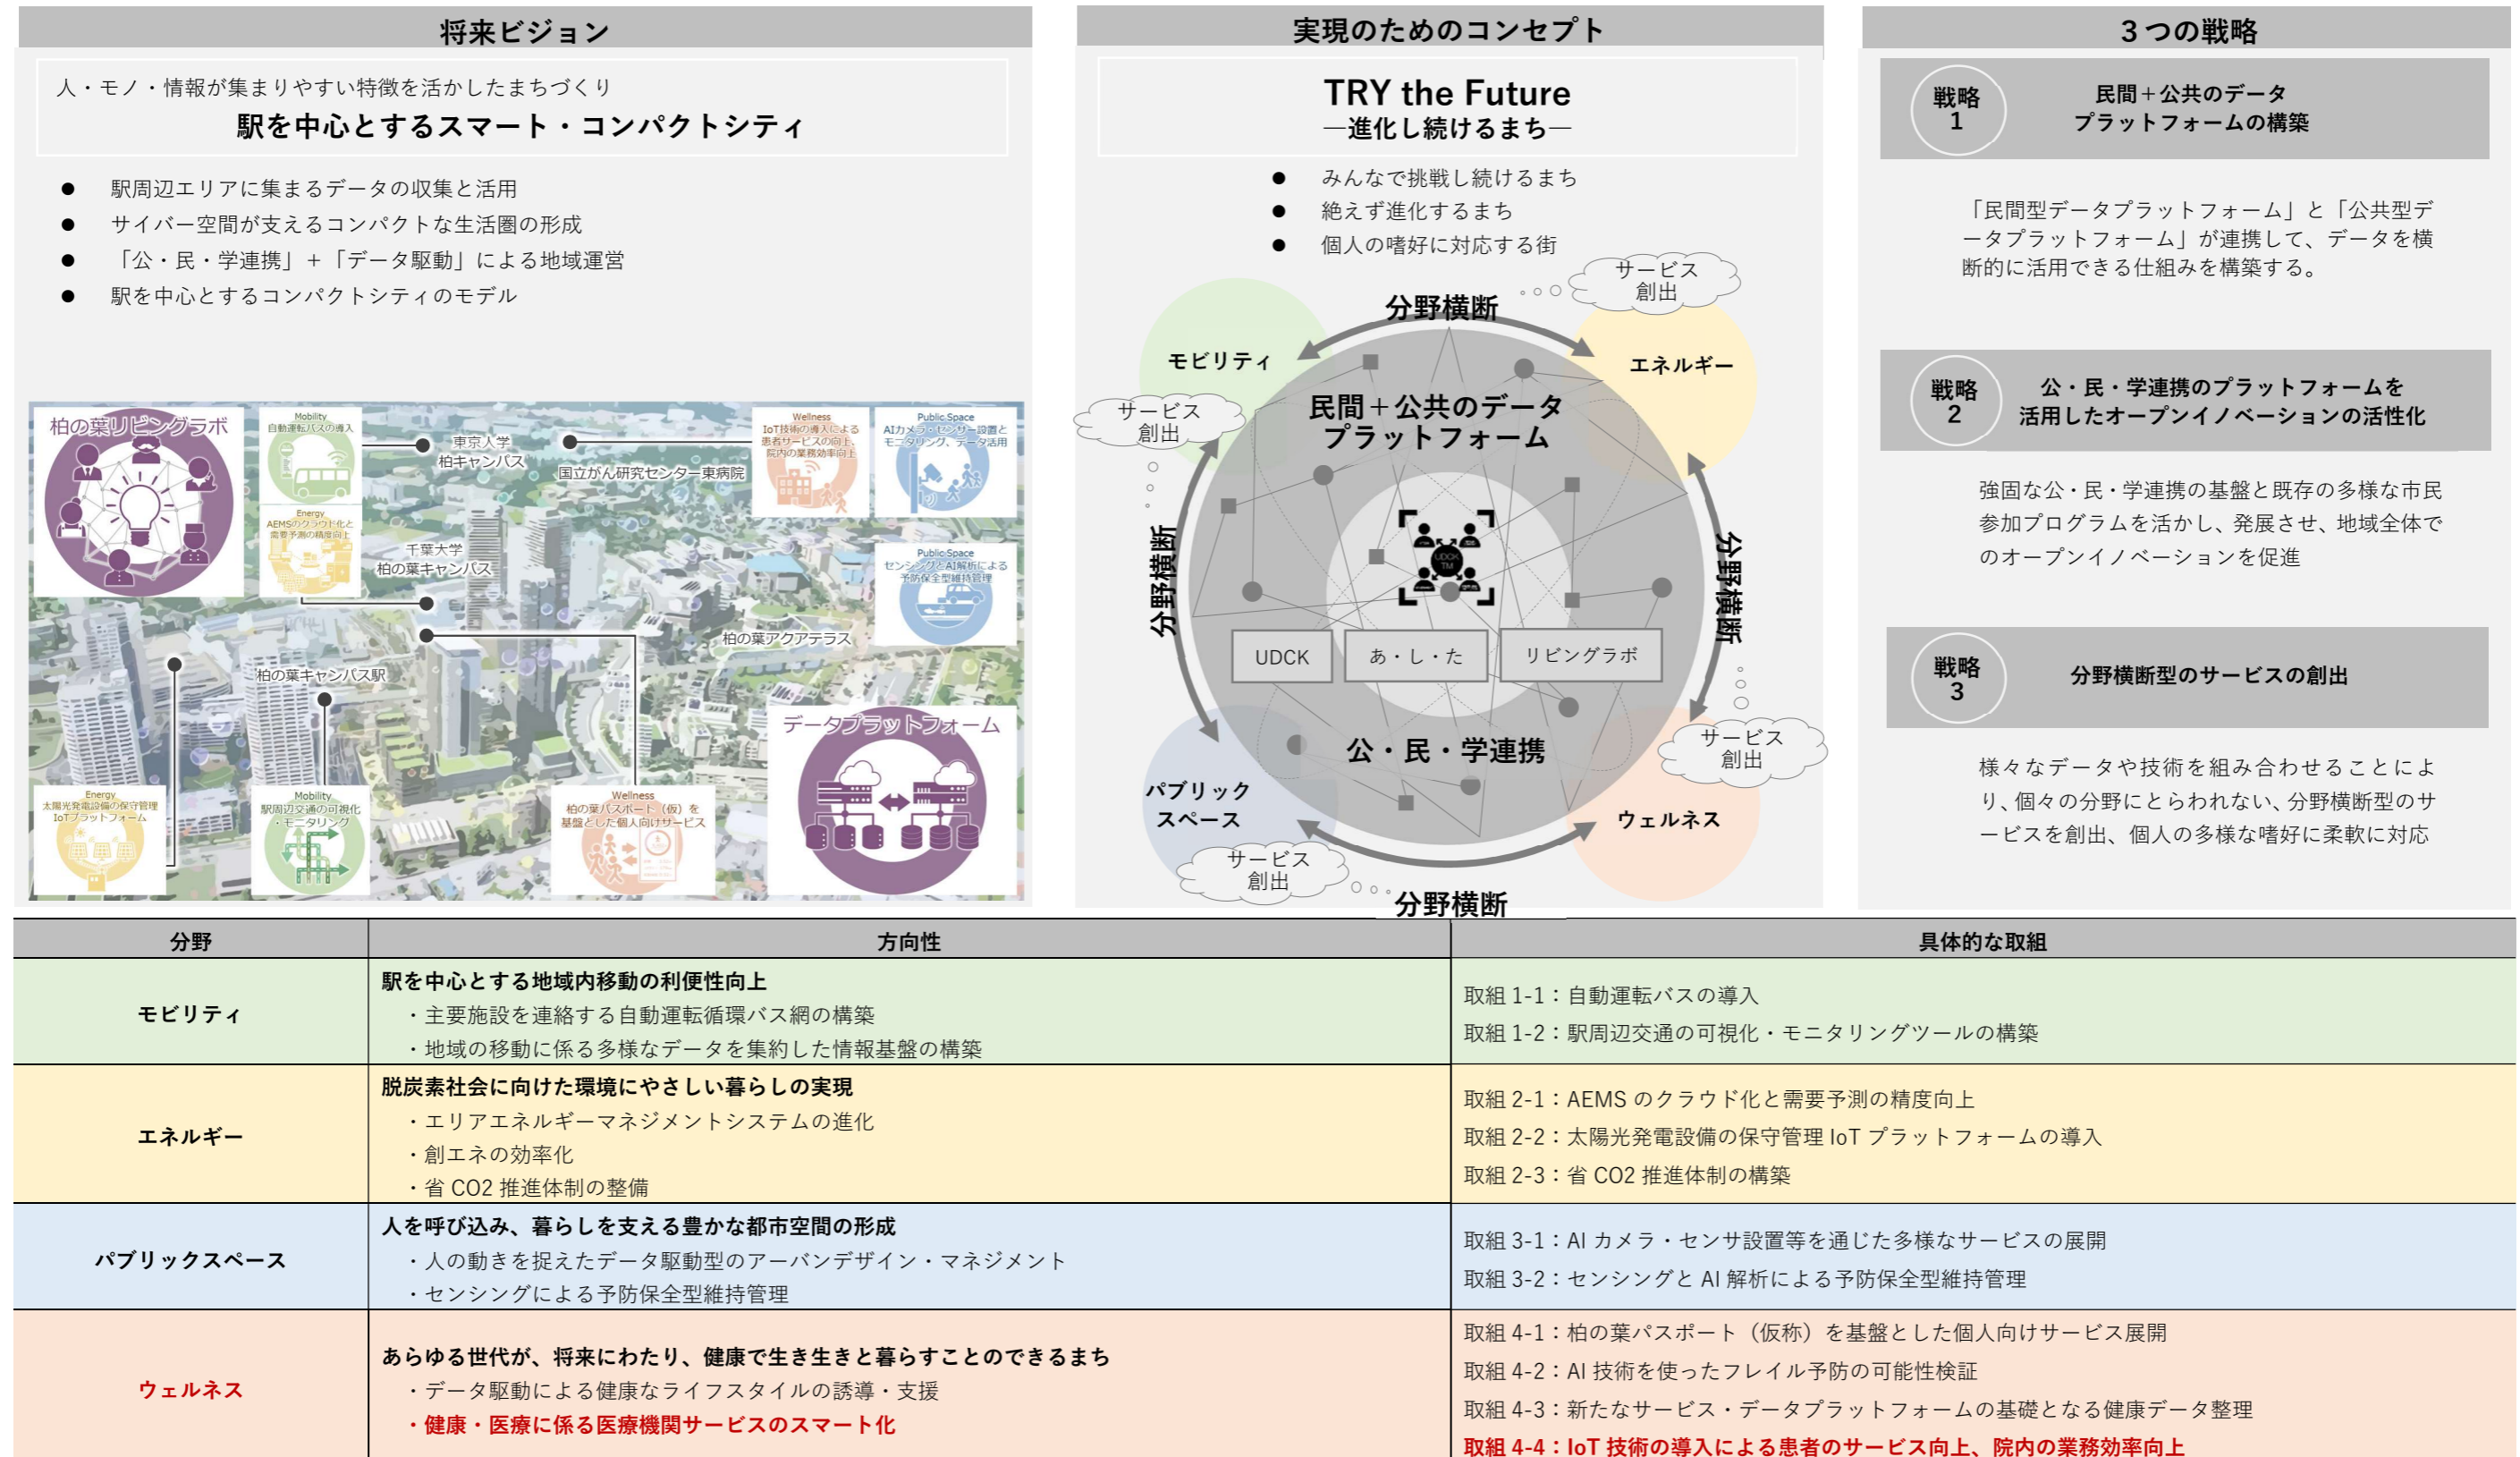 将来ビジョン
人・モノ・情報が集まりやすい特徴を活かしたまちづくり
駅を中心とするスマート・コンパクトシティ
● 駅周辺エリアに集まるデータの収集と活用
● サイバー空間が支えるコンパクトな生活圏の形成
● 「公・民・学連携」+「データ駆動」による地域運営
● 駅を中心とするコンパクトシティのモデル
柏の葉リビングラボ
Mobility
自動運転バスの導入
Energy
AEMSのクラウド化と
需要予測の精度向上
東京大学
柏キャンパス
国立がん研究センター東病院
Wellness
IoT技術の導入による
患者サービスの向上、
院内の業務効率向上
Public Space
AIカメラ・センサー設置と
モニタリング、データ活用
千葉大学
柏の葉キャンパス
Public Space
センシングとAI解析による
予防保全型維持管理
柏の葉アクアテラス
柏の葉キャンパス駅
データプラットフォーム
Energy
太陽光発電設備の保守管理
IoTプラットフォーム
Mobility
駅周辺交通の可視化
・モニタリング
Wellness
柏の葉パスポート(仮)を
基盤とした個人向けサービス
実現のためのコンセプト
TRY the Future
―進化し続けるまち―
● みんなで挑戦し続けるまち
● 絶えず進化するまち
● 個人の嗜好に対応する街
サービス
創出
分野横断
モビリティ
エネルギー
サービス
創出
民間+公共のデータ
プラットフォーム
分野横断
分野横断
UDCK
TM
UDCK
あ・し・た
リビングラボ
公・民・学連携
サービス
創出
パブリック
スペース
ウェルネス
サービス
創出
分野横断
3つの戦略
戦略
1
民間+公共のデータ
プラットフォームの構築
「民間型データプラットフォーム」と「公共型デ
ータプラットフォーム」が連携して、データを横
断的に活用できる仕組みを構築する。
戦略
2
公・民・学連携のプラットフォームを
活用したオープンイノベーションの活性化
強固な公・民・学連携の基盤と既存の多様な市民
参加プログラムを活かし、発展させ、地域全体で
のオープンイノベーションを促進
戦略
3
分野横断型のサービスの創出
様々なデータや技術を組み合わせることによ
り、個々の分野にとらわれない、分野横断型のサ
ービスを創出、個人の多様な嗜好に柔軟に対応
分野 方向性 具体的な取組
モビリティ
駅を中心とする地域内移動の利便性向上
・主要施設を連絡する自動運転循環バス網の構築
・地域の移動に係る多様なデータを集約した情報基盤の構築
取組 1-1:自動運転バスの導入
取組 1-2:駅周辺交通の可視化・モニタリングツールの構築
エネルギー
脱炭素社会に向けた環境にやさしい暮らしの実現
・エリアエネルギーマネジメントシステムの進化
・創エネの効率化
・省 CO2 推進体制の整備
取組 2-1:AEMS のクラウド化と需要予測の精度向上
取組 2-2:太陽光発電設備の保守管理 IoT プラットフォームの導入
取組 2-3:省 CO2 推進体制の構築
パブリックスペース
人を呼び込み、暮らしを支える豊かな都市空間の形成
・人の動きを捉えたデータ駆動型のアーバンデザイン・マネジメント
・センシングによる予防保全型維持管理
取組 3-1:AI カメラ・センサ設置等を通じた多様なサービスの展開
取組 3-2:センシングと AI 解析による予防保全型維持管理
ウェルネス
あらゆる世代が、将来にわたり、健康で生き生きと暮らすことのできるまち
・データ駆動による健康なライフスタイルの誘導・支援
・健康・医療に係る医療機関サービスのスマート化
取組 4-1:柏の葉パスポート(仮称)を基盤とした個人向けサービス展開
取組 4-2:AI 技術を使ったフレイル予防の可能性検証
取組 4-3:新たなサービス・データプラットフォームの基礎となる健康データ整理
取組 4-4:IoT 技術の導入による患者のサービス向上、院内の業務効率向上